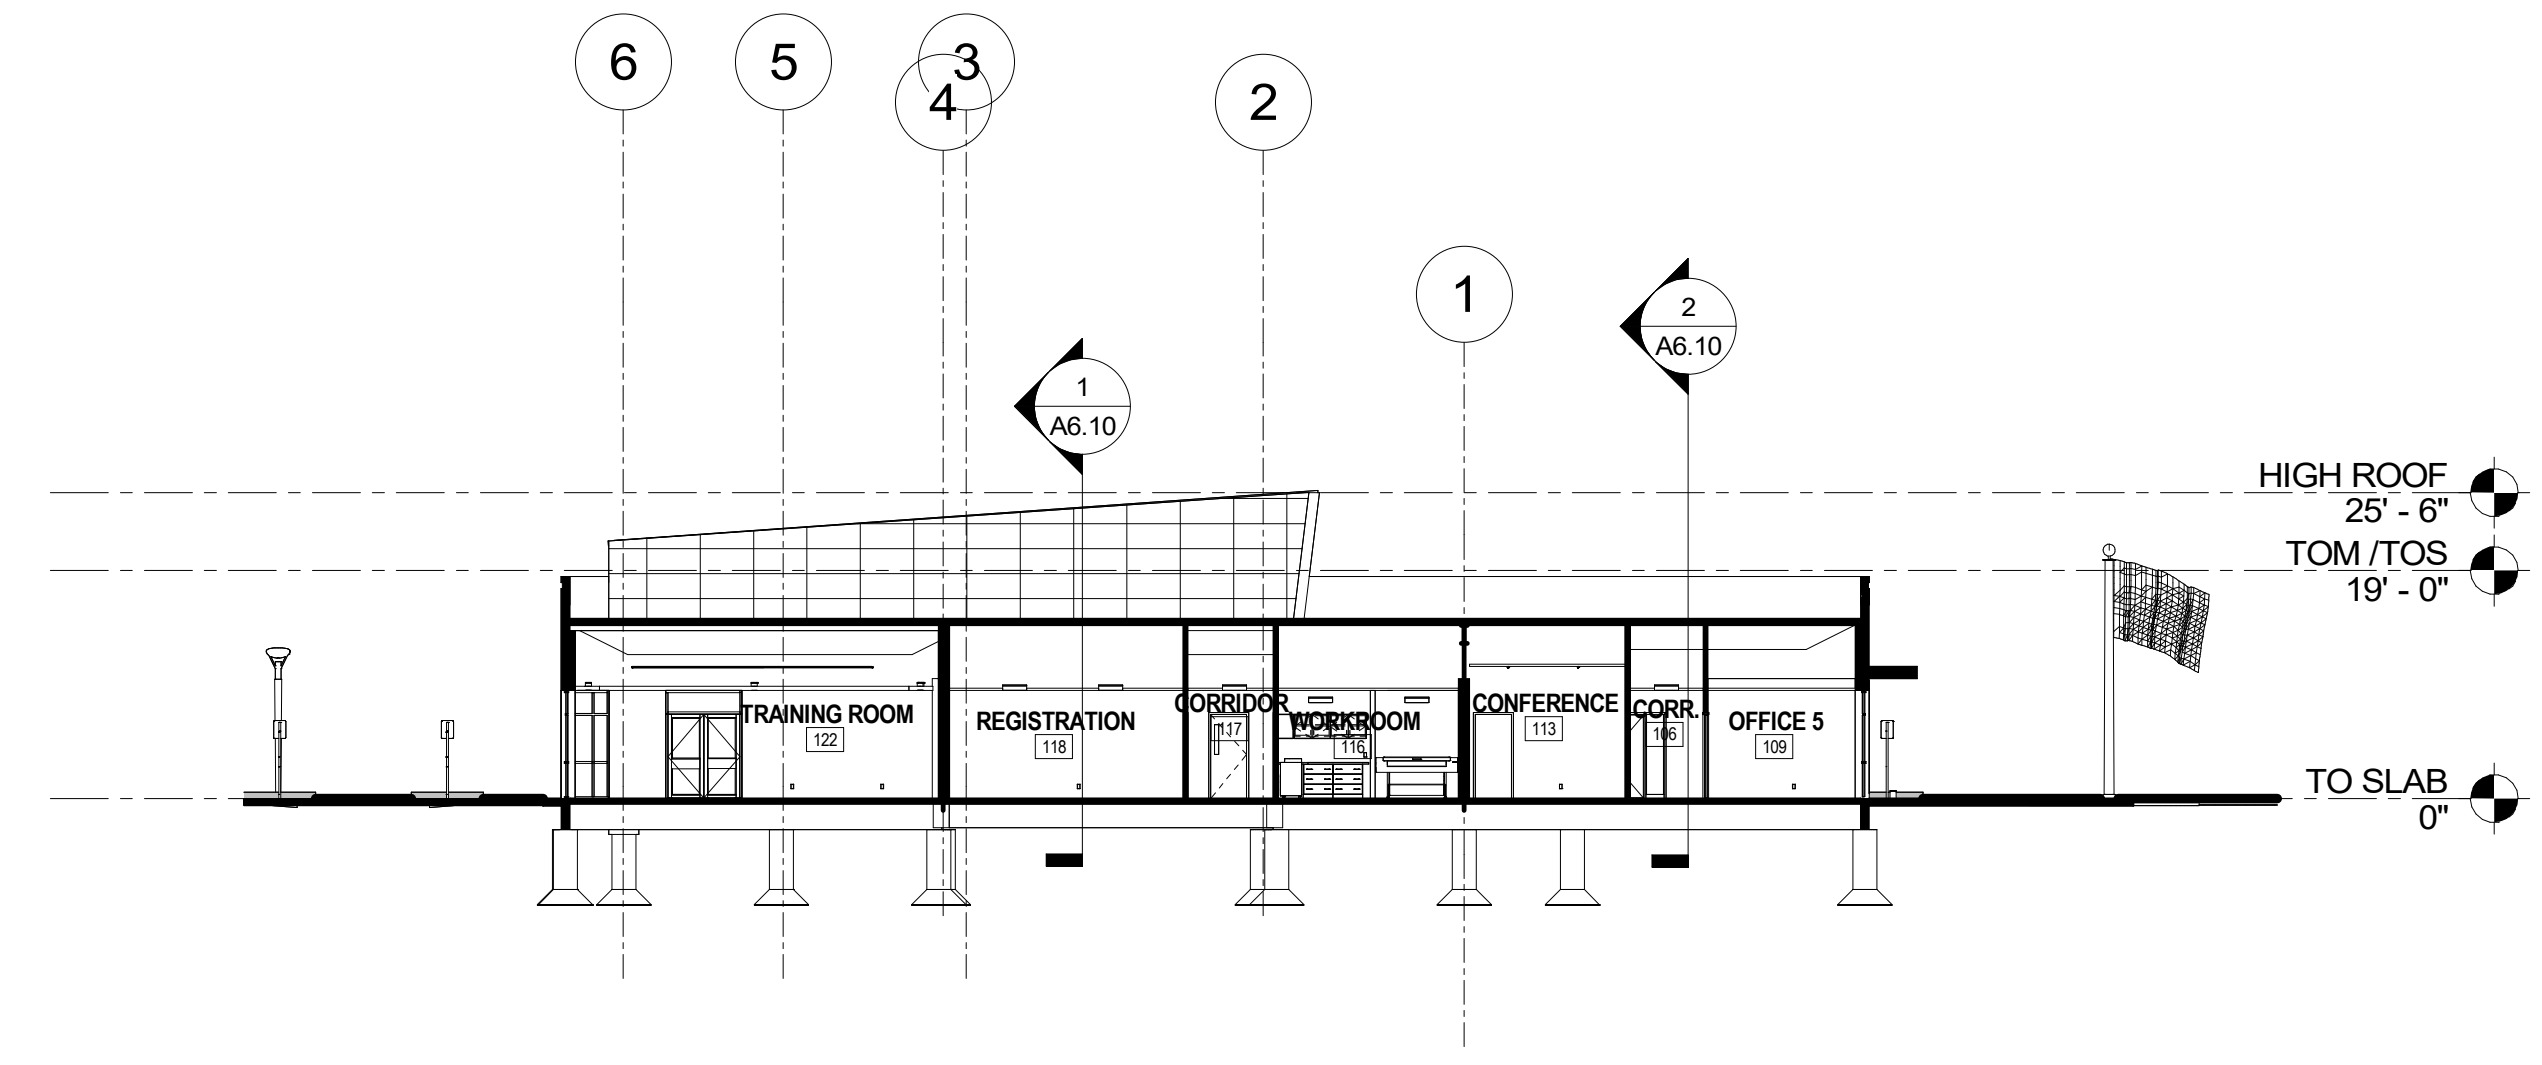 6
5
3
4
2
1
2
A6.10
1
A6.10
HIGH ROOF
25' - 6"
TOM /TOS
19' - 0"
TO SLAB
0"
TRAINING ROOM
122
REGISTRATION
118
CORRIDOR
117
WORKROOM
116
CONFERENCE
113
CORR.
106
OFFICE 5
109